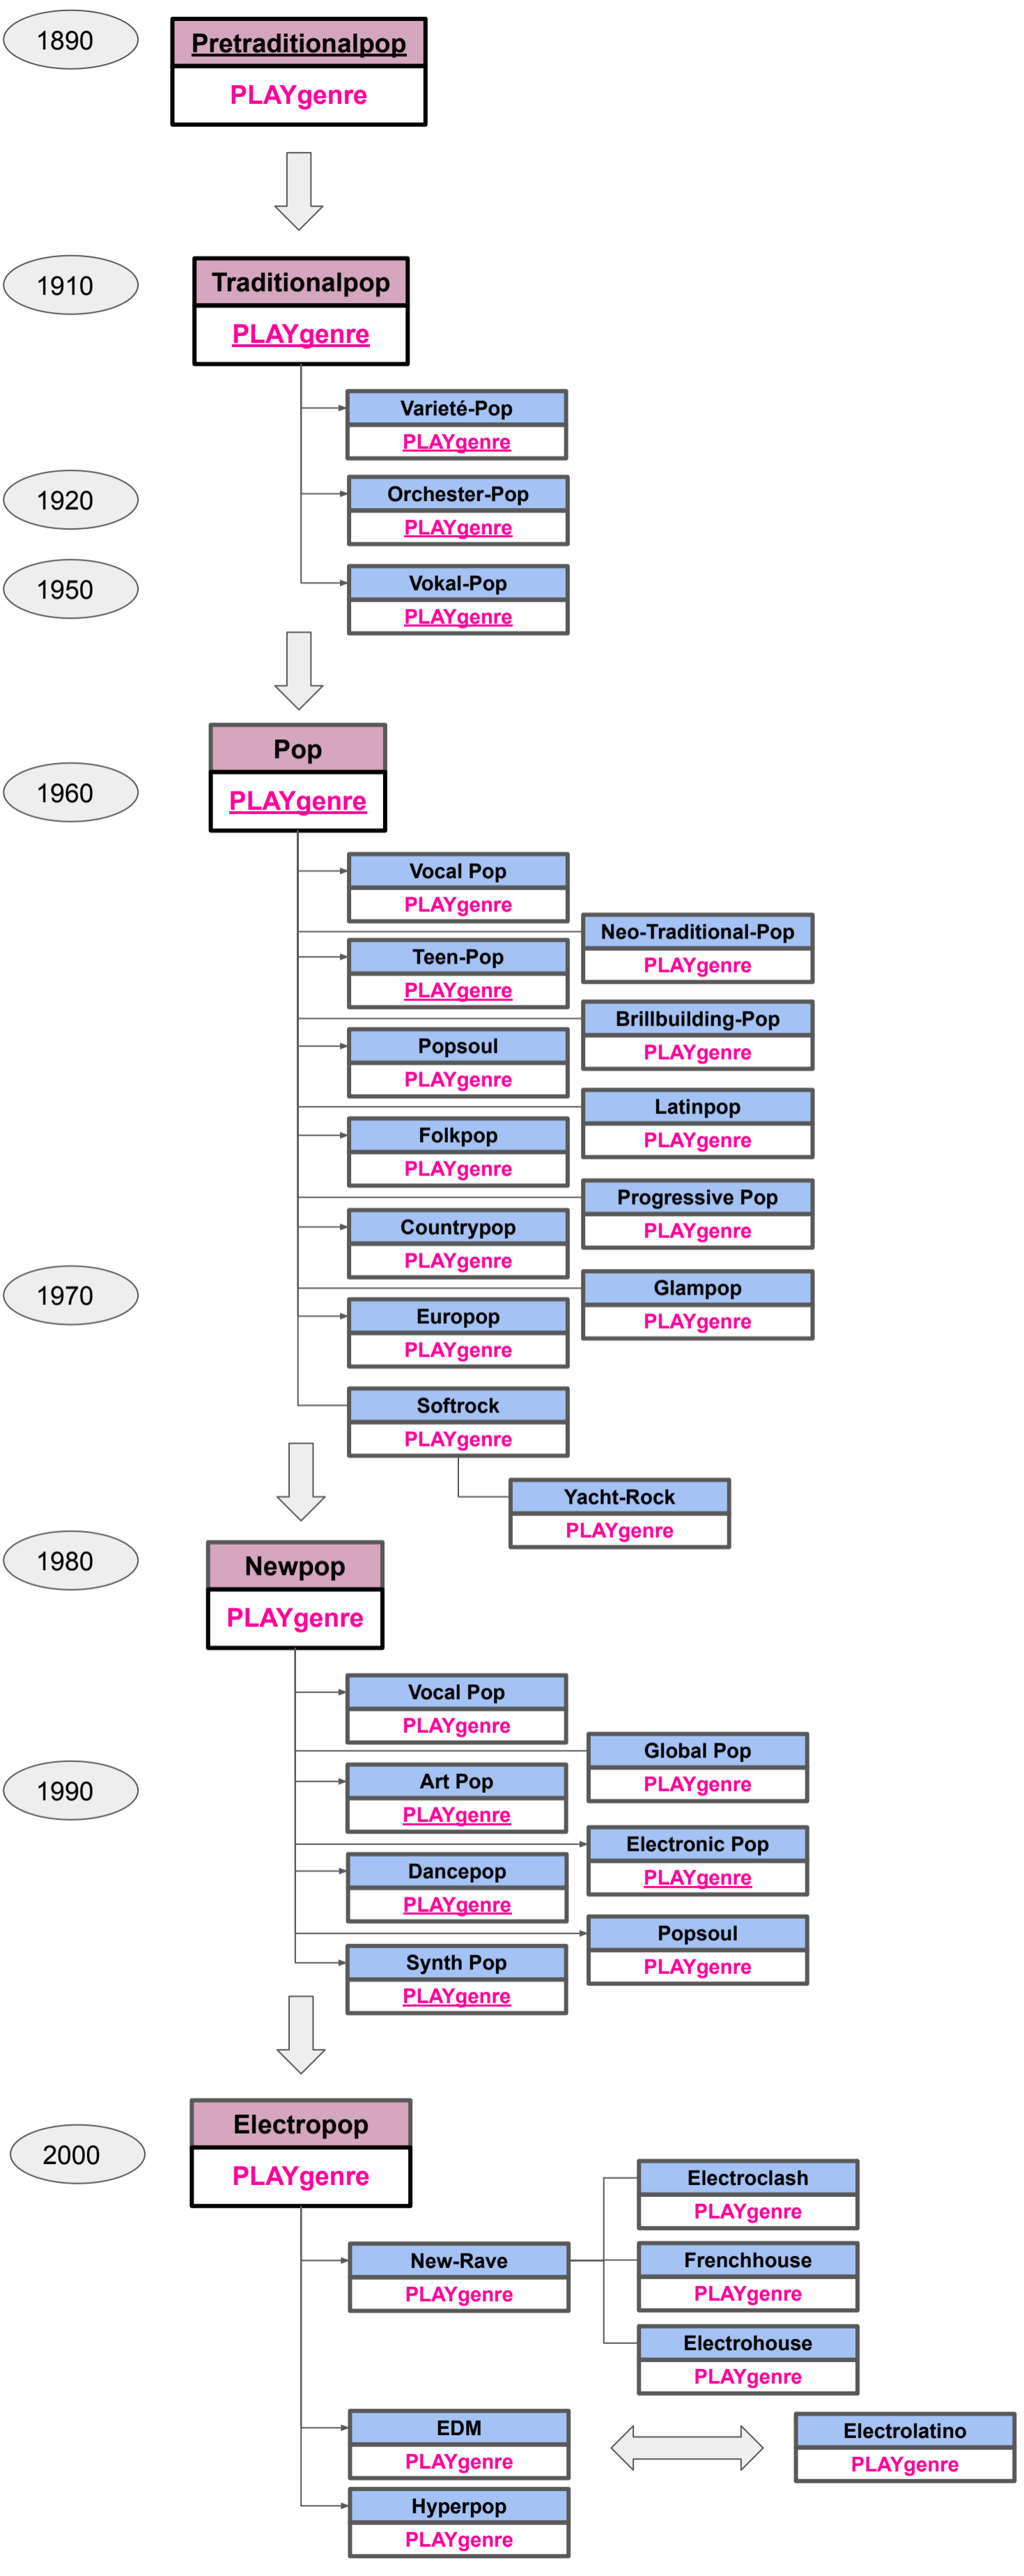 1890
Pretraditionalpop
PLAYgenre
1910
Traditionalpop
PLAYgenre
Varieté-Pop
PLAYgenre
1920
Orchester-Pop
PLAYgenre
1950
Vokal-Pop
PLAYgenre
Pop
1960
PLAYgenre
Vocal Pop
PLAYgenre
Neo-Traditional-Pop
PLAYgenre
Teen-Pop
PLAYgenre
Brillbuilding-Pop
PLAYgenre
Popsoul
PLAYgenre
Latinpop
PLAYgenre
Folkpop
PLAYgenre
Progressive Pop
PLAYgenre
Countrypop
PLAYgenre
1970
Glampop
PLAYgenre
Europop
PLAYgenre
Softrock
PLAYgenre
Yacht-Rock
PLAYgenre
1980
Newpop
PLAYgenre
Vocal Pop
PLAYgenre
Global Pop
PLAYgenre
1990
Art Pop
PLAYgenre
Electronic Pop
PLAYgenre
Dancepop
PLAYgenre
Popsoul
PLAYgenre
Synth Pop
PLAYgenre
Electropop
2000
PLAYgenre
Electroclash
PLAYgenre
New-Rave
PLAYgenre
Frenchhouse
PLAYgenre
Electrohouse
PLAYgenre
EDM
PLAYgenre
Electrolatino
PLAYgenre
Hyperpop
PLAYgenre